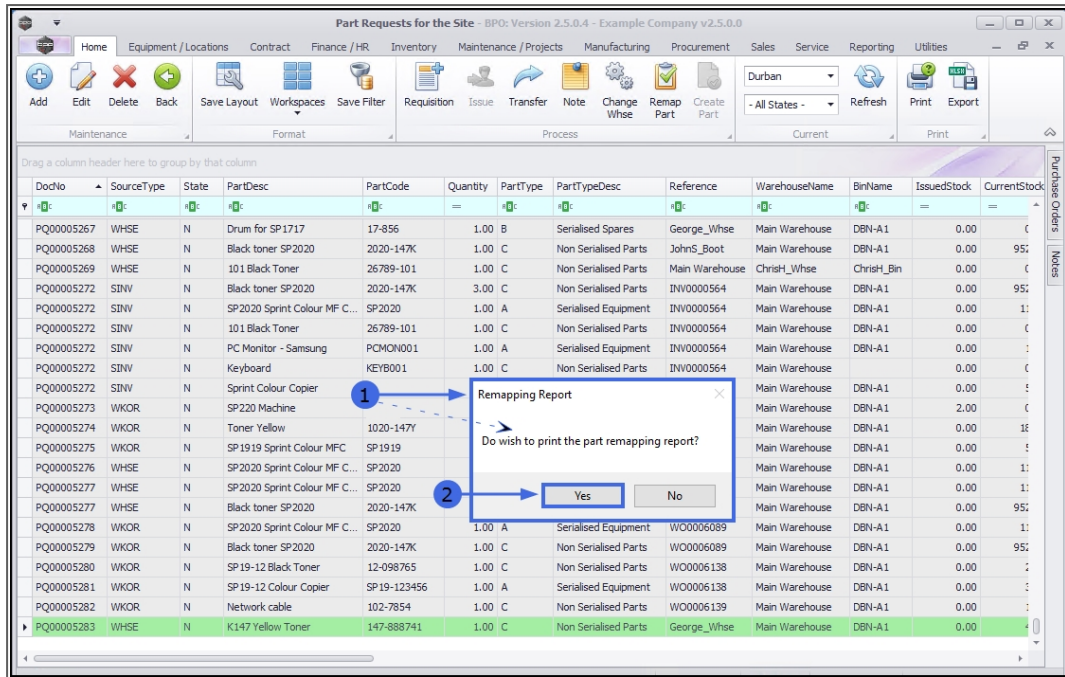 Part Requests for the Site - BPO: Version 2.5.0.4 - Example Company v2.5.0.0
Home Equipment / Locations Contract Finance / HR Inventory Maintenance / Projects Manufacturing Procurement Sales Service Reporting Utilities
Add Edit Delete Back Save Layout Workspaces Save Filter Requisition Issue Transfer Note Change Whse Remap Part Create Part Durban - All States - Refresh Print Export
Maintenance Format Process Current Print
Drag a column header here to group by that column
DocNo SourceType State PartDesc PartCode Quantity PartType PartTypeDesc Reference WarehouseName BinName IssuedStock CurrentStock
PQ00005267 WHSE N Drum for SP1717 17-856 1.00 B Serialised Spares George_Whse Main Warehouse DBN-A1 0.00
PQ00005268 WHSE N Black toner SP2020 2020-147K 1.00 C Non Serialised Parts JohnS_Boot Main Warehouse DBN-A1 0.00 952
PQ00005269 WHSE N 101 Black Toner 26789-101 1.00 C Non Serialised Parts Main Warehouse ChrisH_Whse ChrisH_Bin 0.00
PQ00005272 SINV N Black toner SP2020 2020-147K 3.00 C Non Serialised Parts INV0000564 Main Warehouse DBN-A1 0.00 952
PQ00005272 SINV N SP2020 Sprint Colour MF C... SP2020 1.00 A Serialised Equipment INV0000564 Main Warehouse DBN-A1 0.00
PQ00005272 SINV N 101 Black Toner 26789-101 1.00 C Non Serialised Parts INV0000564 Main Warehouse DBN-A1 0.00
PQ00005272 SINV N PC Monitor - Samsung PCMON001 1.00 A Serialised Equipment INV0000564 Main Warehouse DBN-A1 0.00
PQ00005272 SINV N Keyboard KEYB001 1.00 C Non Serialised Parts INV0000564 Main Warehouse 0.00
PQ00005272 SINV N Sprint Colour Copier Main Warehouse DBN-A1 0.00
PQ00005273 WKOR N SP220 Machine Main Warehouse DBN-A1 2.00
PQ00005274 WKOR N Toner Yellow 1020-147Y Main Warehouse DBN-A1 0.00
PQ00005275 WKOR N SP1919 Sprint Colour MFC SP1919 Main Warehouse DBN-A1 0.00
PQ00005276 WHSE N SP2020 Sprint Colour MF C... SP2020 Main Warehouse DBN-A1 0.00
PQ00005277 WHSE N SP2020 Sprint Colour MF C... SP2020 Main Warehouse DBN-A1 0.00
PQ00005277 WHSE N Black toner SP2020 2020-147K Main Warehouse DBN-A1 0.00 952
PQ00005278 WKOR N SP2020 Sprint Colour MF C... SP2020 1.00 A Serialised Equipment WO0006089 Main Warehouse DBN-A1 0.00
PQ00005279 WKOR N Black toner SP2020 2020-147K 1.00 C Non Serialised Parts WO0006089 Main Warehouse DBN-A1 0.00 952
PQ00005280 WKOR N SP19-12 Black Toner 12-098765 1.00 C Non Serialised Parts WO0006138 Main Warehouse DBN-A1 0.00
PQ00005281 WKOR N SP19-12 Colour Copier SP19-123456 1.00 A Serialised Equipment WO0006138 Main Warehouse DBN-A1 0.00
PQ00005282 WKOR N Network cable 102-7854 1.00 C Non Serialised Parts WO0006139 Main Warehouse DBN-A1 0.00
PQ00005283 WHSE N K147 Yellow Toner 147-888741 1.00 C Non Serialised Parts George_Whse Main Warehouse DBN-A1 0.00
1
Remapping Report
Do wish to print the part remapping report?
2
Yes No
Purchase Orders
Notes